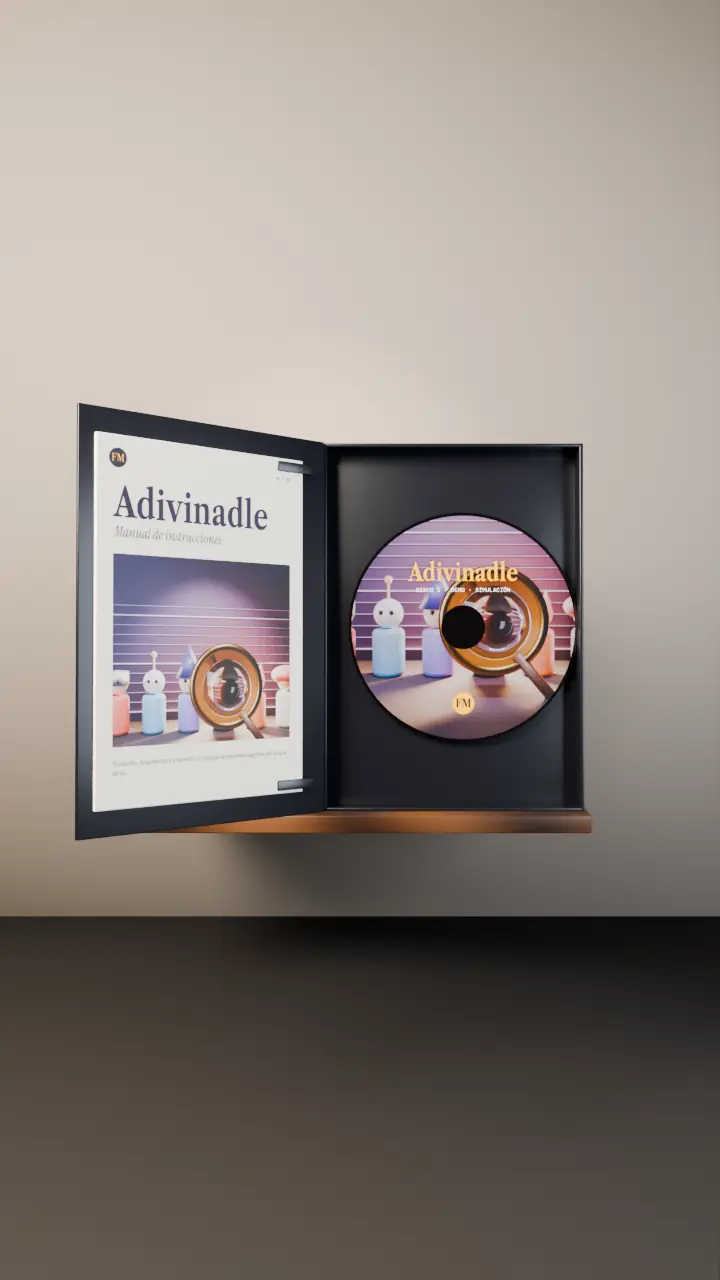 FM
Adivinadle
Manual de instrucciones
Adivinadle
DISCO 1 · DEMO · SIMULACIÓN
FM